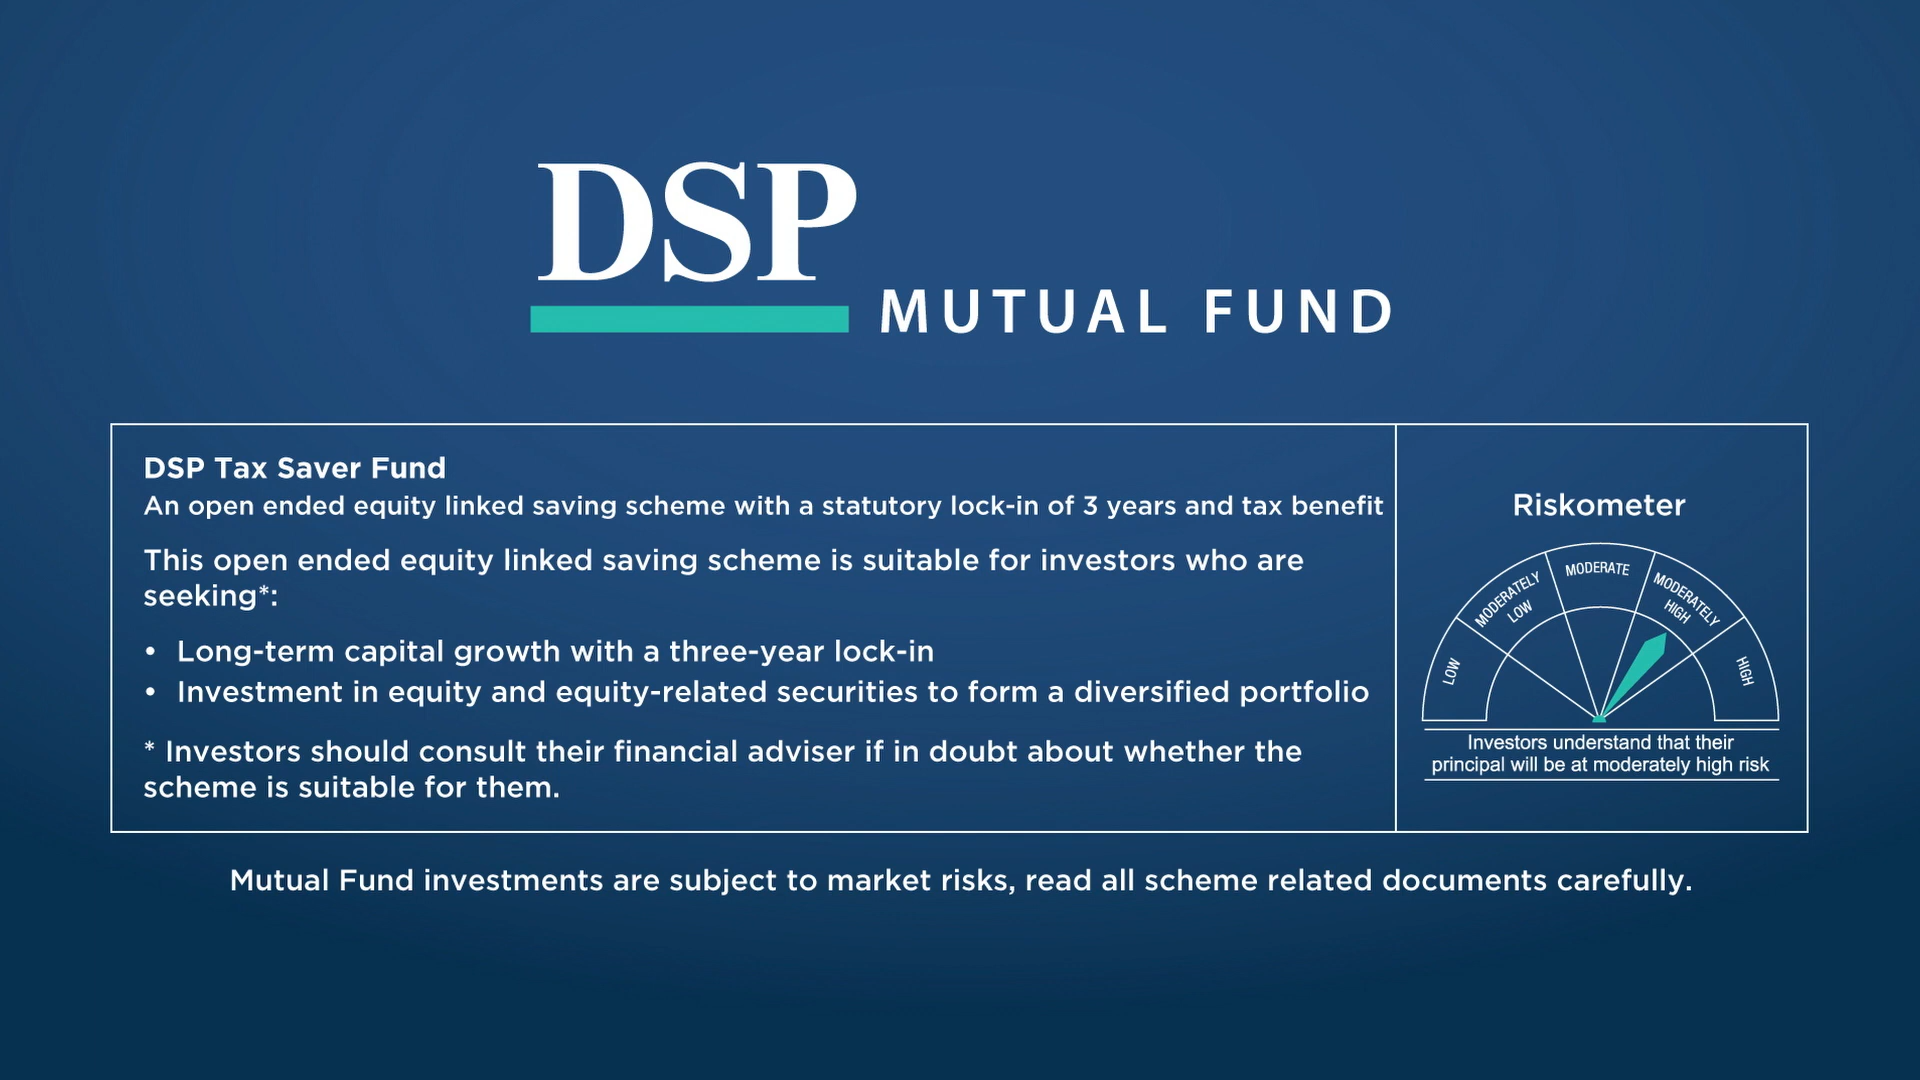 DSP
MUTUAL FUND
DSP Tax Saver Fund
An open ended equity linked saving scheme with a statutory lock-in of 3 years and tax benefit
This open ended equity linked saving scheme is suitable for investors who are
seeking*:
• Long-term capital growth with a three-year lock-in
• Investment in equity and equity-related securities to form a diversified portfolio
* Investors should consult their financial adviser if in doubt about whether the
scheme is suitable for them.
Riskometer
LOW
MODERATELY
LOW
MODERATE
MODERATELY
HIGH
HIGH
Investors understand that their
principal will be at moderately high risk
Mutual Fund investments are subject to market risks, read all scheme related documents carefully.